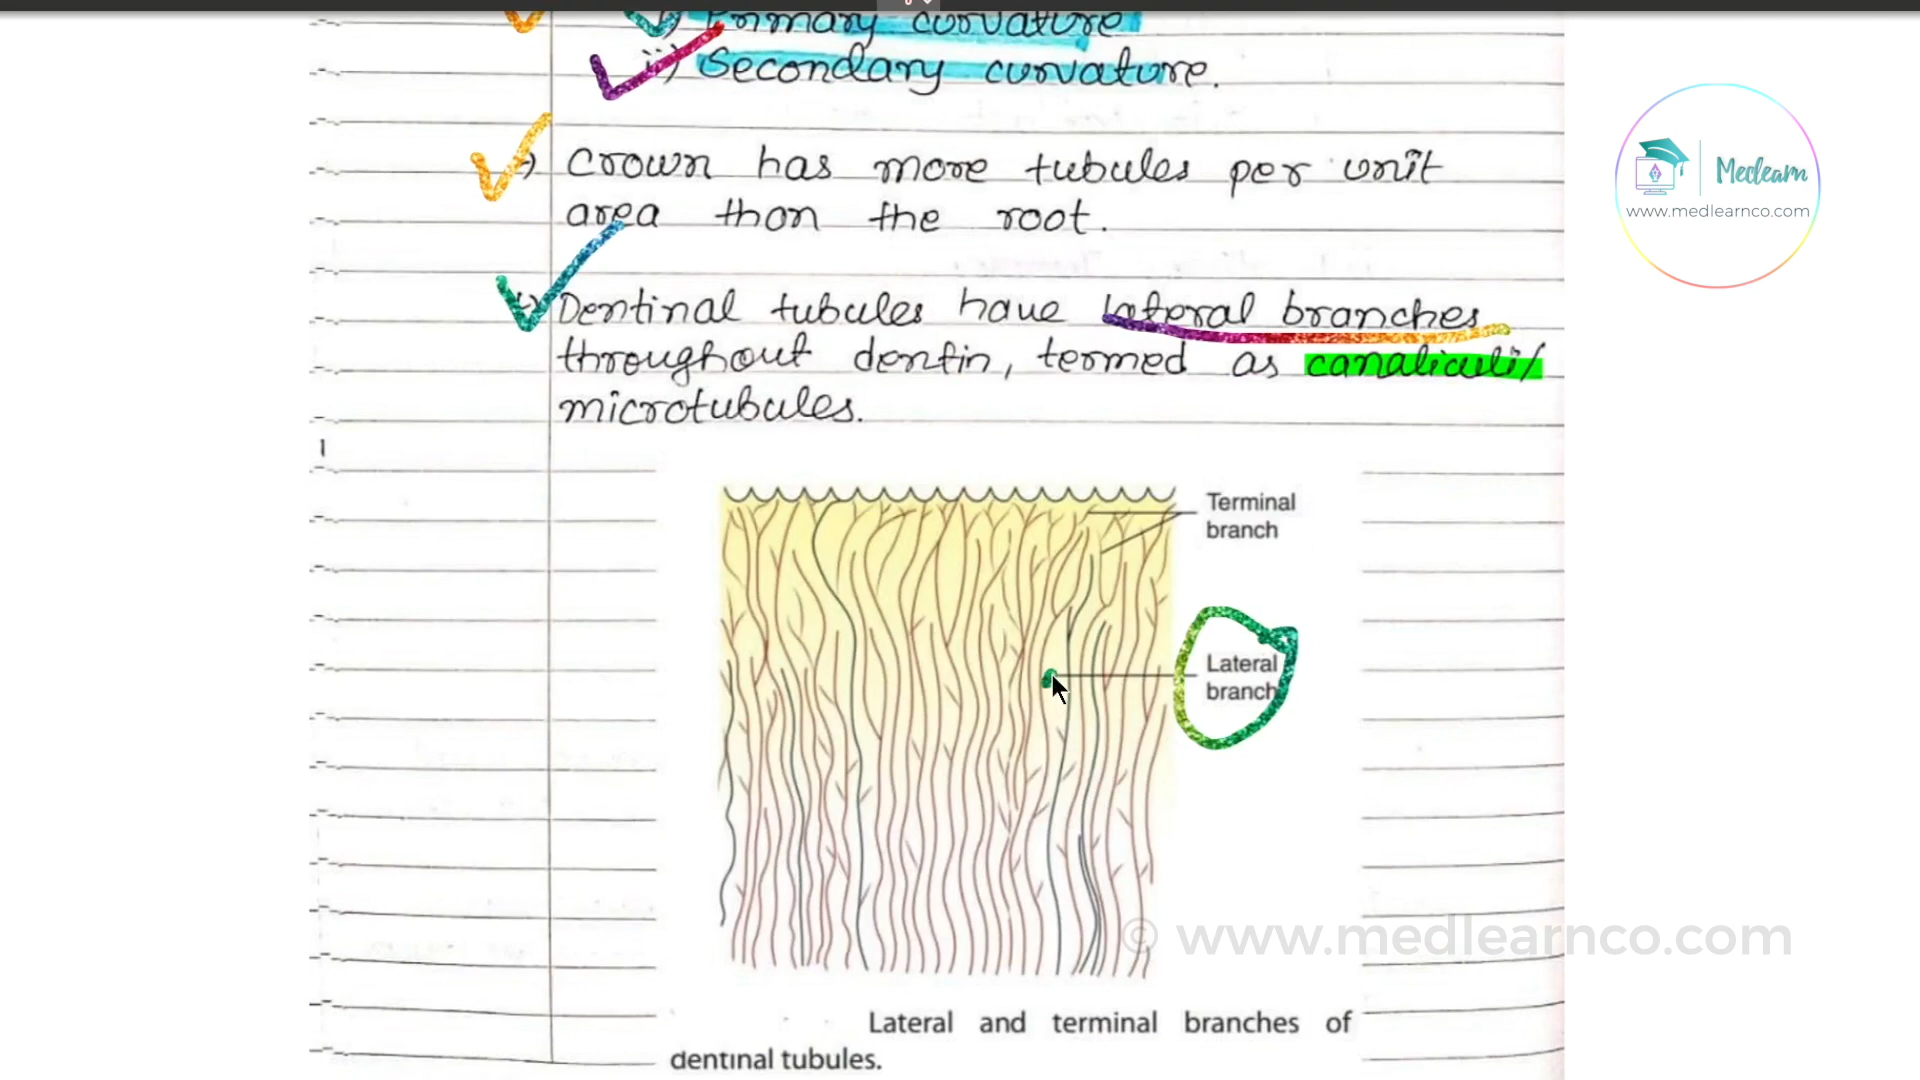 i) Primary curvature
ii) Secondary curvature.
Crown has more tubules per unit
area than the root.
Dentinal tubules have lateral branches
throughout dentin, termed as canaliculi/
microtubules.
Terminal
branch
Lateral
branch
Lateral and terminal branches of
dentinal tubules.
Medlearn
www.medlearnco.com
© www.medlearnco.com